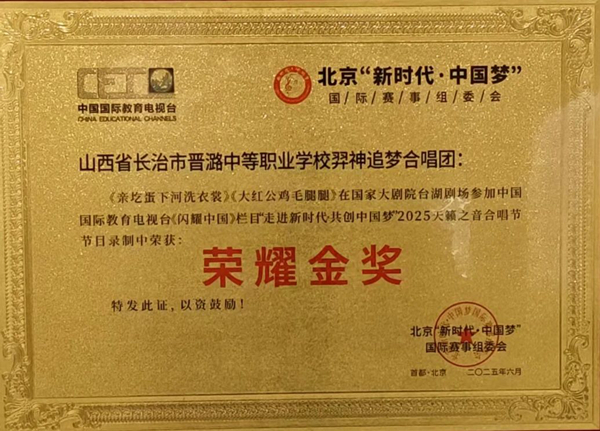 CETV
中国国际教育电视台
CHINA EDUCATIONAL CHANNELS
北京“新时代·中国梦”
国/际/赛/事/组/委/会
山西省长治市晋潞中等职业学校羿神追梦合唱团：
《亲圪蛋下河洗衣裳》《大红公鸡毛腿腿》在国家大剧院台湖剧场参加中国
国际教育电视台《闪耀中国》栏目“走进新时代·共创中国梦”2025天籁之音合唱节
节目录制中荣获：
荣耀金奖
特发此证，以资鼓励！
北京“新时代·中国梦”
国际赛事组委会
首都·北京 二〇二五年六月